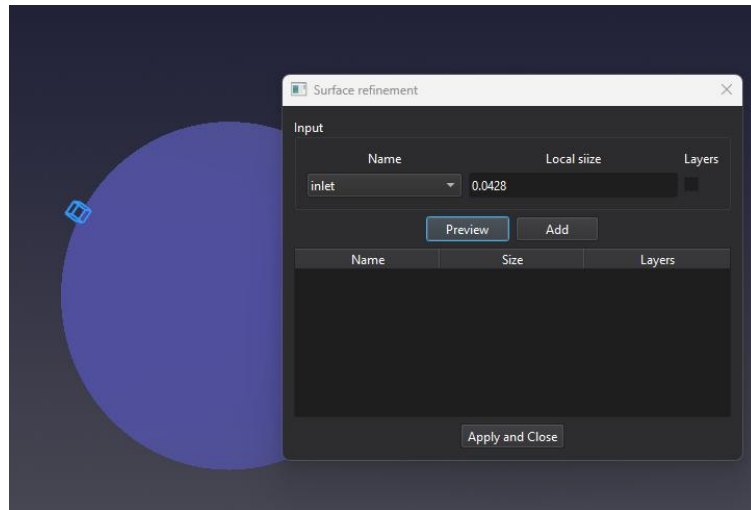 Surface refinement
Input
Name Local siize Layers
inlet 0.0428
Preview Add
Name Size Layers
Apply and Close